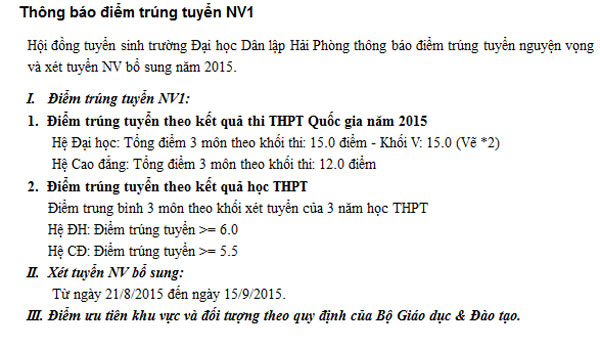 Thông báo điểm trúng tuyển NV1
Hội đồng tuyển sinh trường Đại học Dân lập Hải Phòng thông báo điểm trúng tuyển nguyện vọng
và xét tuyển NV bổ sung năm 2015.
I. Điểm trúng tuyển NV1:
1. Điểm trúng tuyển theo kết quả thi THPT Quốc gia năm 2015
Hệ Đại học: Tổng điểm 3 môn theo khối thi: 15.0 điểm - Khối V: 15.0 (Vẽ *2)
Hệ Cao đẳng: Tổng điểm 3 môn theo khối thi: 12.0 điểm
2. Điểm trúng tuyển theo kết quả học THPT
Điểm trung bình 3 môn theo khối xét tuyển của 3 năm học THPT
Hệ ĐH: Điểm trúng tuyển >= 6.0
Hệ CĐ: Điểm trúng tuyển >= 5.5
II. Xét tuyển NV bổ sung:
Từ ngày 21/8/2015 đến ngày 15/9/2015.
III. Điểm ưu tiên khu vực và đối tượng theo quy định của Bộ Giáo dục & Đào tạo.